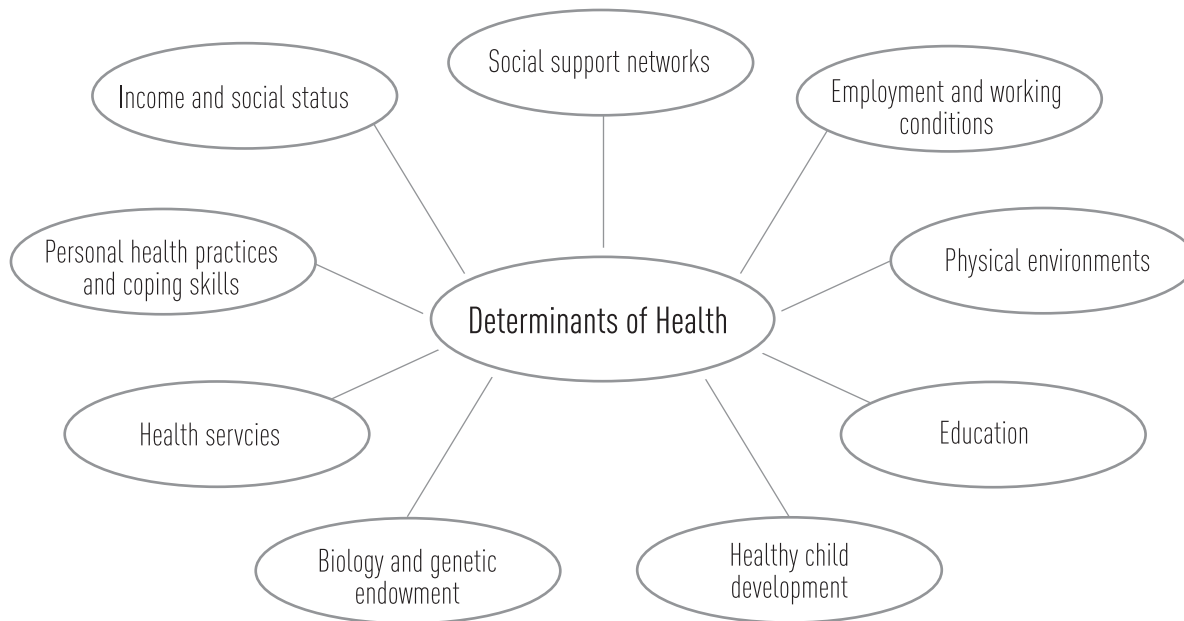 Social support networks
Income and social status
Employment and working
conditions
Personal health practices
and coping skills
Physical environments
Determinants of Health
Health servcies
Education
Biology and genetic
endowment
Healthy child
development